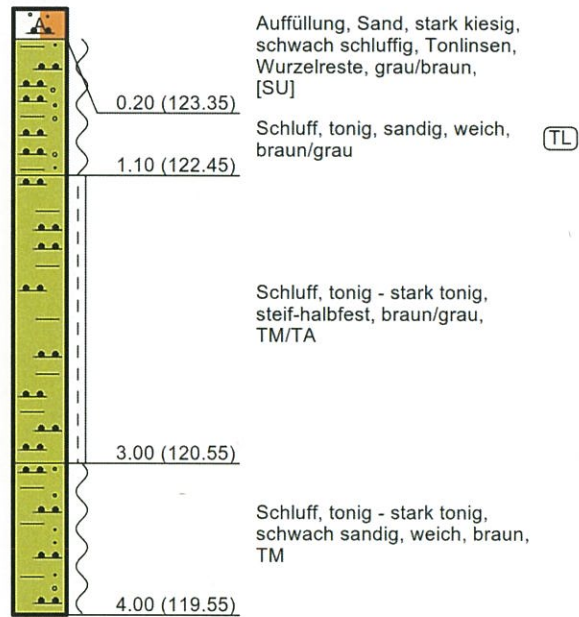 A
Auffüllung, Sand, stark kiesig,
schwach schluffig, Tonlinsen,
Wurzelreste, grau/braun,
[SU]
0.20 (123.35)
Schluff, tonig, sandig, weich,
braun/grau
TL
1.10 (122.45)
Schluff, tonig - stark tonig,
steif-halbfest, braun/grau,
TM/TA
3.00 (120.55)
Schluff, tonig - stark tonig,
schwach sandig, weich, braun,
TM
4.00 (119.55)